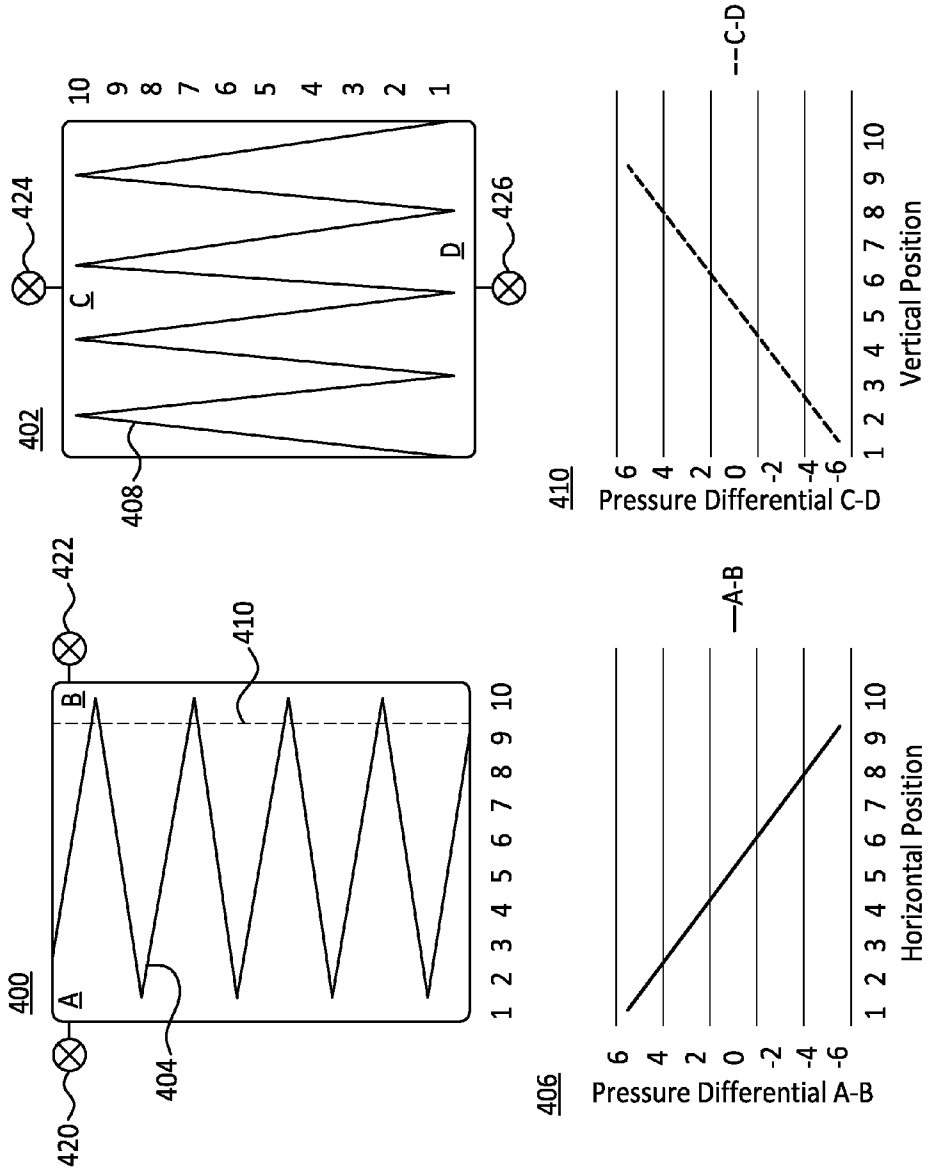 400
420
A
B
422
404
410
1 2 3 4 5 6 7 8 9 10
402
424
C
408
D
426
10
9
8
7
6
5
4
3
2
1
406
Pressure Differential A-B
6
4
2
0
-2
-4
-6
1 2 3 4 5 6 7 8 9 10
Horizontal Position
A-B
410
Pressure Differential C-D
6
4
2
0
-2
-4
-6
1 2 3 4 5 6 7 8 9 10
Vertical Position
C-D